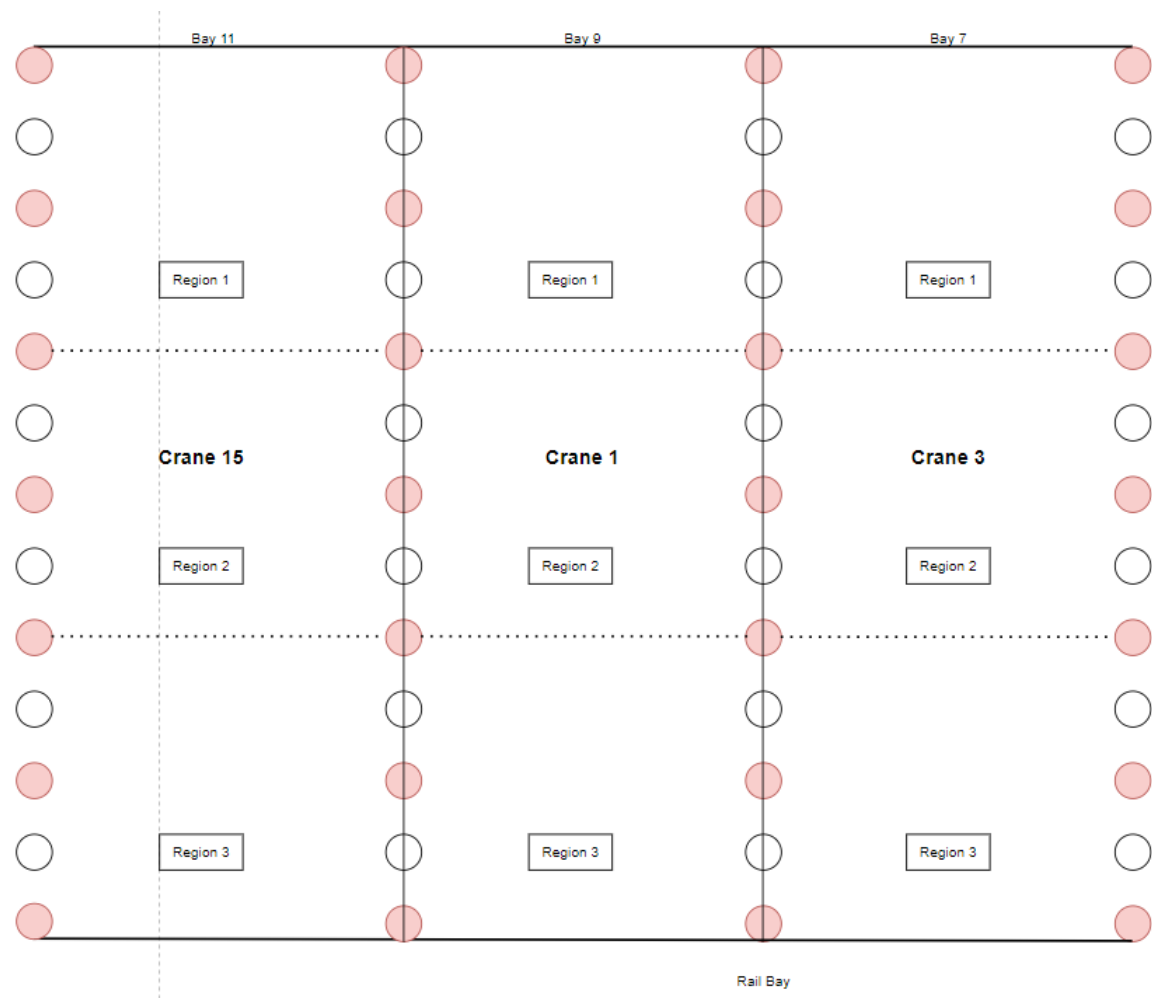 Bay 11
Bay 9
Bay 7
Region 1
Region 1
Region 1
Crane 15
Crane 1
Crane 3
Region 2
Region 2
Region 2
Region 3
Region 3
Region 3
Rail Bay